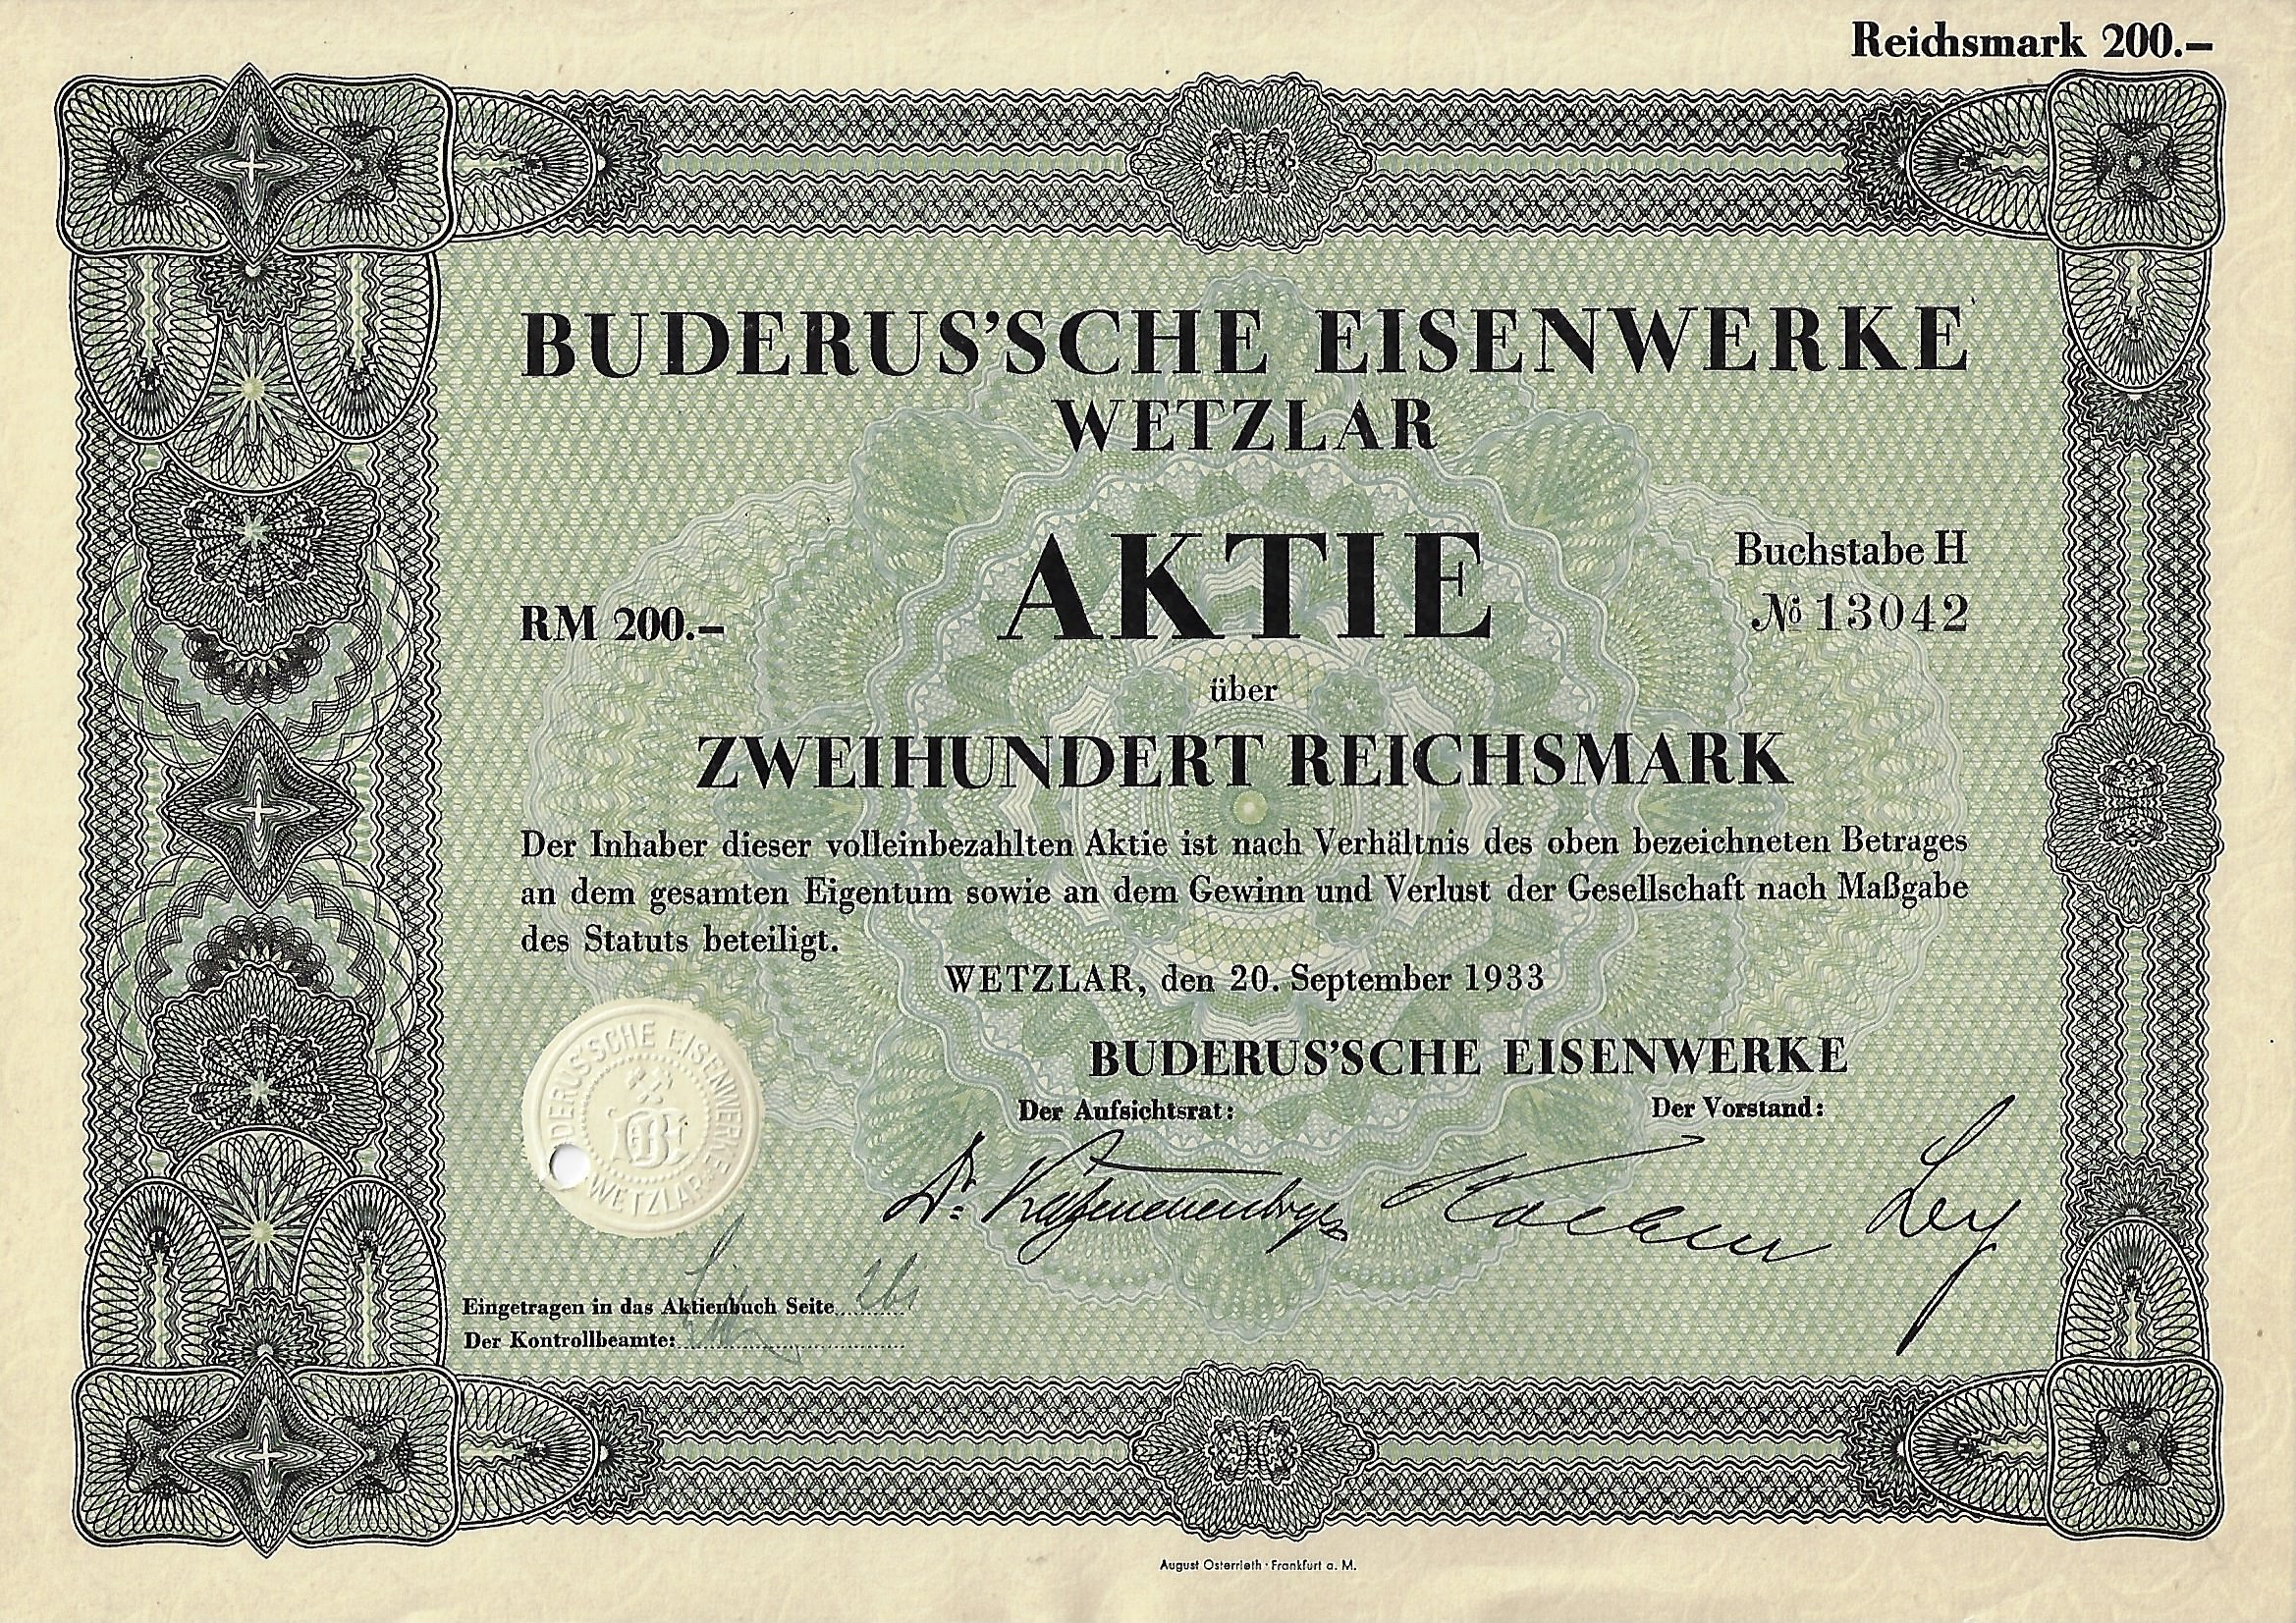 Reichsmark 200.–
BUDERUS’SCHE EISENWERKE
WETZLAR
AKTIE
Buchstabe H
RM 200.–
№ 13042
über
ZWEIHUNDERT REICHSMARK
Der Inhaber dieser volleinbezahlten Aktie ist nach Verhältnis des oben bezeichneten Betrages
an dem gesamten Eigentum sowie an dem Gewinn und Verlust der Gesellschaft nach Maßgabe
des Statuts beteiligt.
WETZLAR, den 20. September 1933
BUDERUS’SCHE EISENWERKE
Der Aufsichtsrat:
Der Vorstand:
Dr.
Ley
BUDERUS’SCHE EISENWERKE
WETZLAR
Eingetragen in das Aktienbuch Seite
Der Kontrollbeamte:
August Osterrieth · Frankfurt a. M.